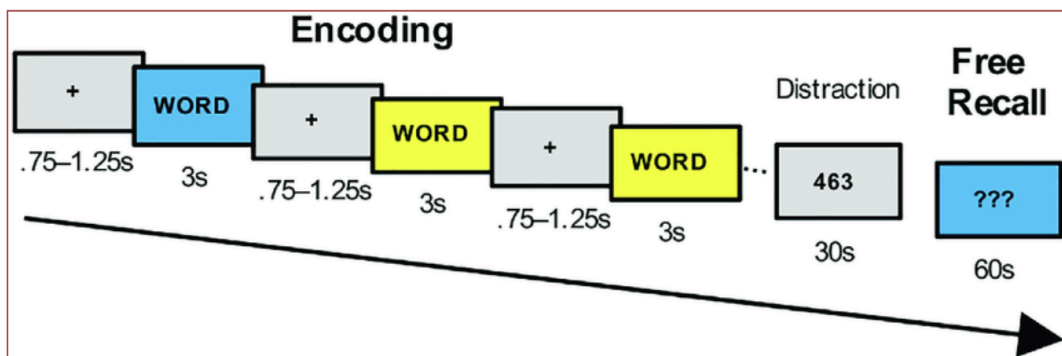 Encoding
+
.75–1.25s
WORD
3s
+
.75–1.25s
WORD
3s
+
.75–1.25s
WORD
3s
...
Distraction
463
30s
Free
Recall
???
60s